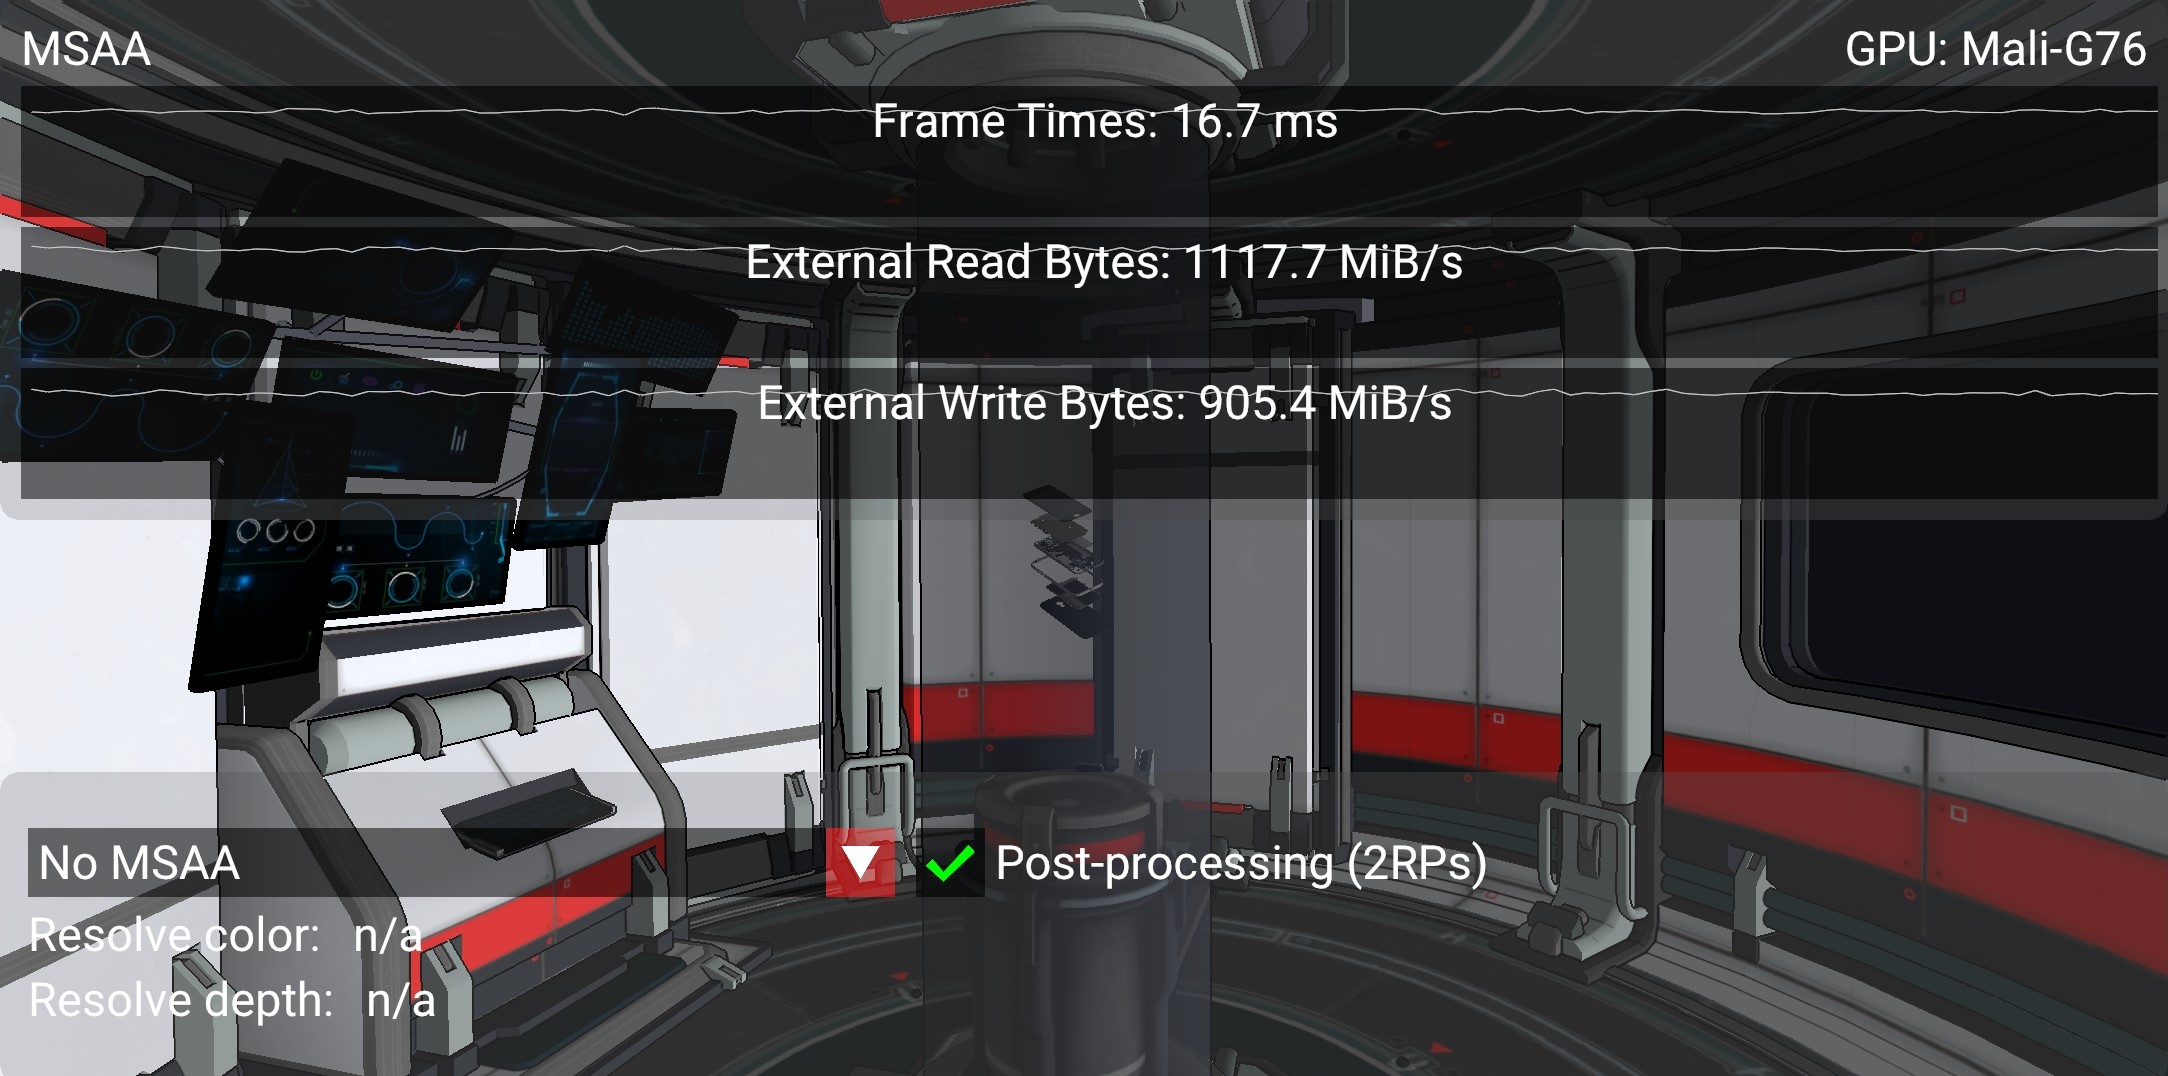 MSAA
GPU: Mali-G76
Frame Times: 16.7 ms
External Read Bytes: 1117.7 MiB/s
External Write Bytes: 905.4 MiB/s
No MSAA
Post-processing (2RPs)
Resolve color: n/a
Resolve depth: n/a